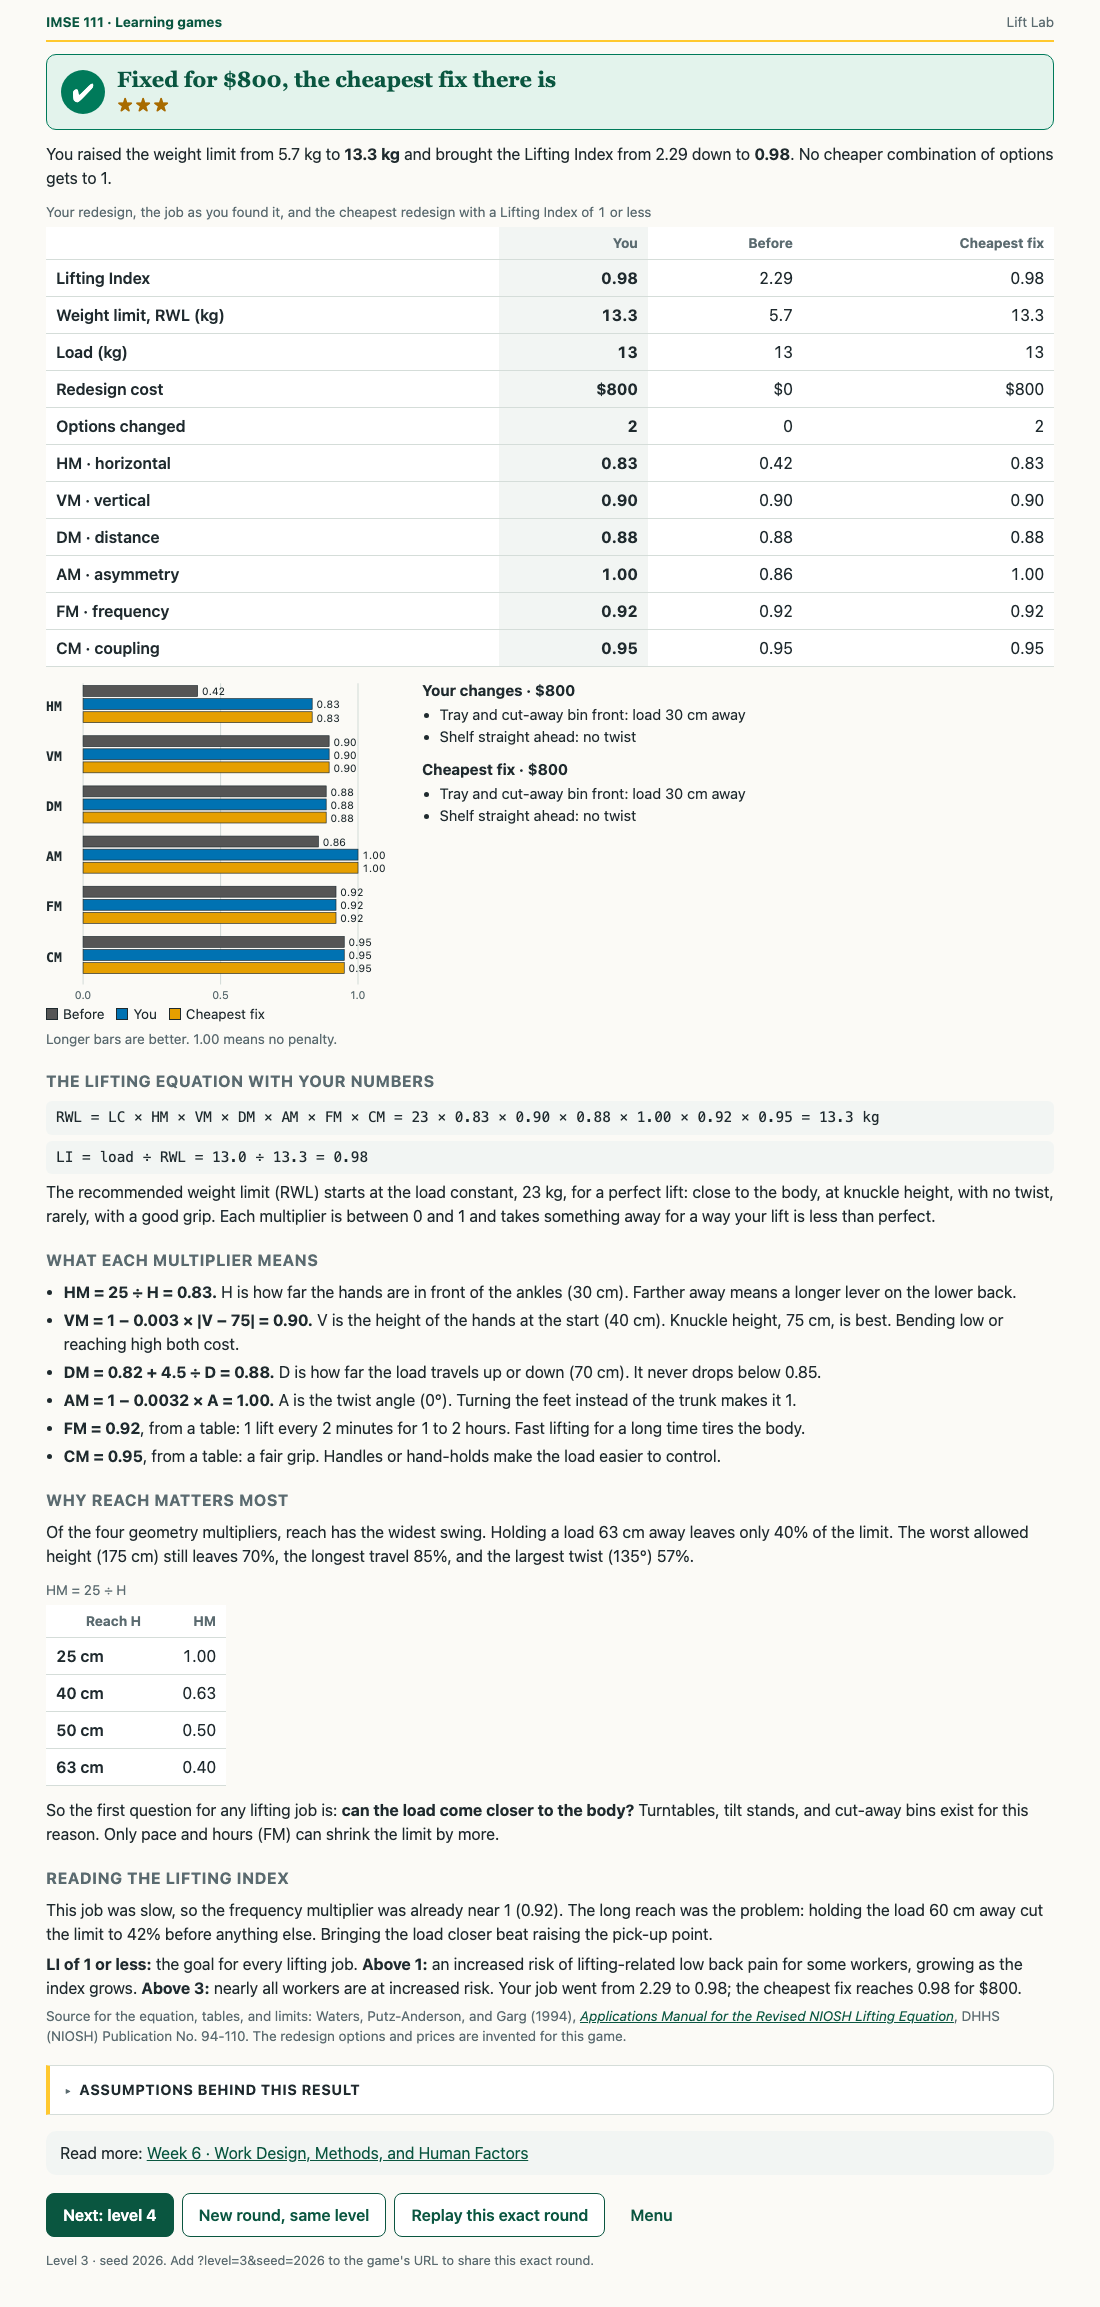 IMSE 111 · Learning games
Lift Lab
✔
Fixed for $800, the cheapest fix there is
★★★
You raised the weight limit from 5.7 kg to 13.3 kg and brought the Lifting Index from 2.29 down to 0.98. No cheaper combination of options
gets to 1.
Your redesign, the job as you found it, and the cheapest redesign with a Lifting Index of 1 or less
You Before Cheapest fix
Lifting Index 0.98 2.29 0.98
Weight limit, RWL (kg) 13.3 5.7 13.3
Load (kg) 13 13 13
Redesign cost $800 $0 $800
Options changed 2 0 2
HM · horizontal 0.83 0.42 0.83
VM · vertical 0.90 0.90 0.90
DM · distance 0.88 0.88 0.88
AM · asymmetry 1.00 0.86 1.00
FM · frequency 0.92 0.92 0.92
CM · coupling 0.95 0.95 0.95
HM
0.42
0.83
0.83
VM
0.90
0.90
0.90
DM
0.88
0.88
0.88
AM
0.86
1.00
1.00
FM
0.92
0.92
0.92
CM
0.95
0.95
0.95
0.0 0.5 1.0
Before You Cheapest fix
Longer bars are better. 1.00 means no penalty.
Your changes · $800
• Tray and cut-away bin front: load 30 cm away
• Shelf straight ahead: no twist
Cheapest fix · $800
• Tray and cut-away bin front: load 30 cm away
• Shelf straight ahead: no twist
THE LIFTING EQUATION WITH YOUR NUMBERS
RWL = LC × HM × VM × DM × AM × FM × CM = 23 × 0.83 × 0.90 × 0.88 × 1.00 × 0.92 × 0.95 = 13.3 kg
LI = load ÷ RWL = 13.0 ÷ 13.3 = 0.98
The recommended weight limit (RWL) starts at the load constant, 23 kg, for a perfect lift: close to the body, at knuckle height, with no twist,
rarely, with a good grip. Each multiplier is between 0 and 1 and takes something away for a way your lift is less than perfect.
WHAT EACH MULTIPLIER MEANS
• HM = 25 ÷ H = 0.83. H is how far the hands are in front of the ankles (30 cm). Farther away means a longer lever on the lower back.
• VM = 1 − 0.003 × |V − 75| = 0.90. V is the height of the hands at the start (40 cm). Knuckle height, 75 cm, is best. Bending low or
reaching high both cost.
• DM = 0.82 + 4.5 ÷ D = 0.88. D is how far the load travels up or down (70 cm). It never drops below 0.85.
• AM = 1 − 0.0032 × A = 1.00. A is the twist angle (0°). Turning the feet instead of the trunk makes it 1.
• FM = 0.92, from a table: 1 lift every 2 minutes for 1 to 2 hours. Fast lifting for a long time tires the body.
• CM = 0.95, from a table: a fair grip. Handles or hand-holds make the load easier to control.
WHY REACH MATTERS MOST
Of the four geometry multipliers, reach has the widest swing. Holding a load 63 cm away leaves only 40% of the limit. The worst allowed
height (175 cm) still leaves 70%, the longest travel 85%, and the largest twist (135°) 57%.
HM = 25 ÷ H
Reach H HM
25 cm 1.00
40 cm 0.63
50 cm 0.50
63 cm 0.40
So the first question for any lifting job is: can the load come closer to the body? Turntables, tilt stands, and cut-away bins exist for this
reason. Only pace and hours (FM) can shrink the limit by more.
READING THE LIFTING INDEX
This job was slow, so the frequency multiplier was already near 1 (0.92). The long reach was the problem: holding the load 60 cm away cut
the limit to 42% before anything else. Bringing the load closer beat raising the pick-up point.
LI of 1 or less: the goal for every lifting job. Above 1: an increased risk of lifting-related low back pain for some workers, growing as the
index grows. Above 3: nearly all workers are at increased risk. Your job went from 2.29 to 0.98; the cheapest fix reaches 0.98 for $800.
Source for the equation, tables, and limits: Waters, Putz-Anderson, and Garg (1994), Applications Manual for the Revised NIOSH Lifting Equation, DHHS
(NIOSH) Publication No. 94-110. The redesign options and prices are invented for this game.
▸ ASSUMPTIONS BEHIND THIS RESULT
Read more: Week 6 · Work Design, Methods, and Human Factors
Next: level 4
New round, same level
Replay this exact round
Menu
Level 3 · seed 2026. Add ?level=3&seed=2026 to the game's URL to share this exact round.